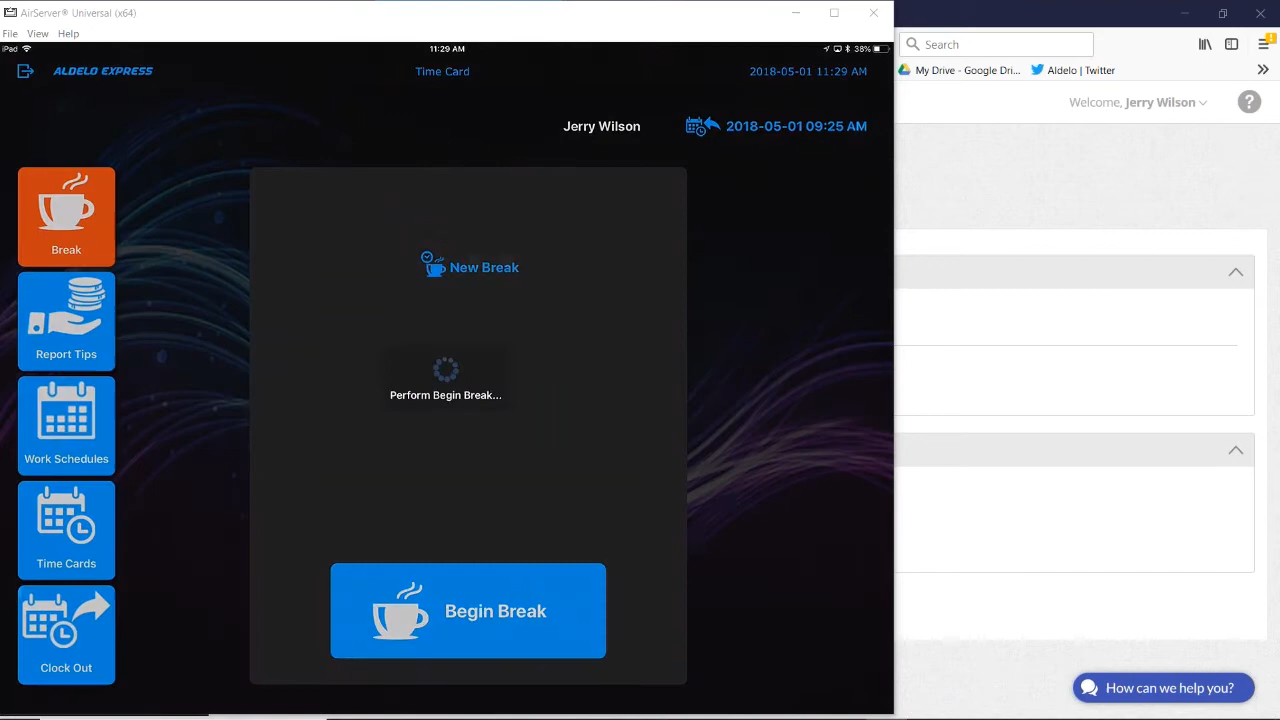 AirServer® Universal (x64)
File View Help
iPad 11:29 AM 38%
ALDELO EXPRESS Time Card 2018-05-01 11:29 AM
Jerry Wilson 2018-05-01 09:25 AM
Break
Report Tips
Work Schedules
Time Cards
Clock Out
New Break
Perform Begin Break...
Begin Break
Search
My Drive - Google Dri... Aldelo | Twitter
Welcome, Jerry Wilson
?
How can we help you?